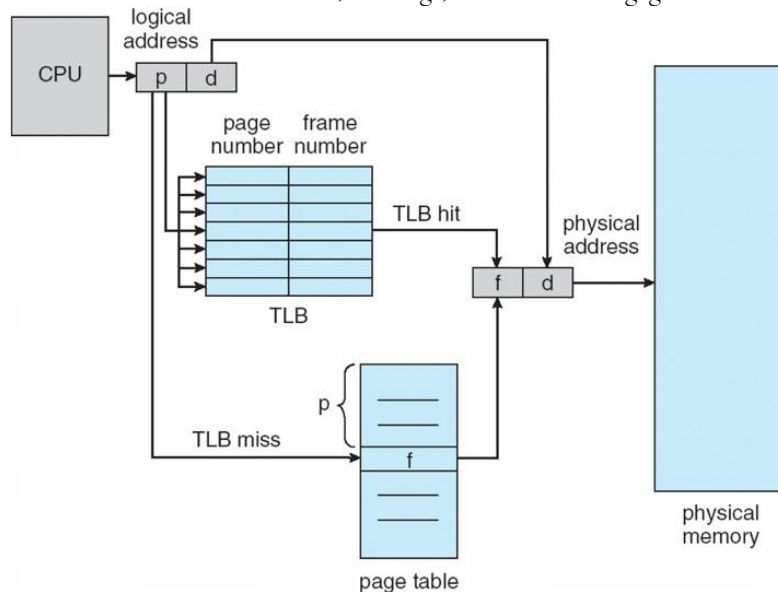 logical
address
CPU
p
d
page
number
frame
number
TLB hit
physical
address
f
d
TLB
p
TLB miss
f
physical
memory
page table